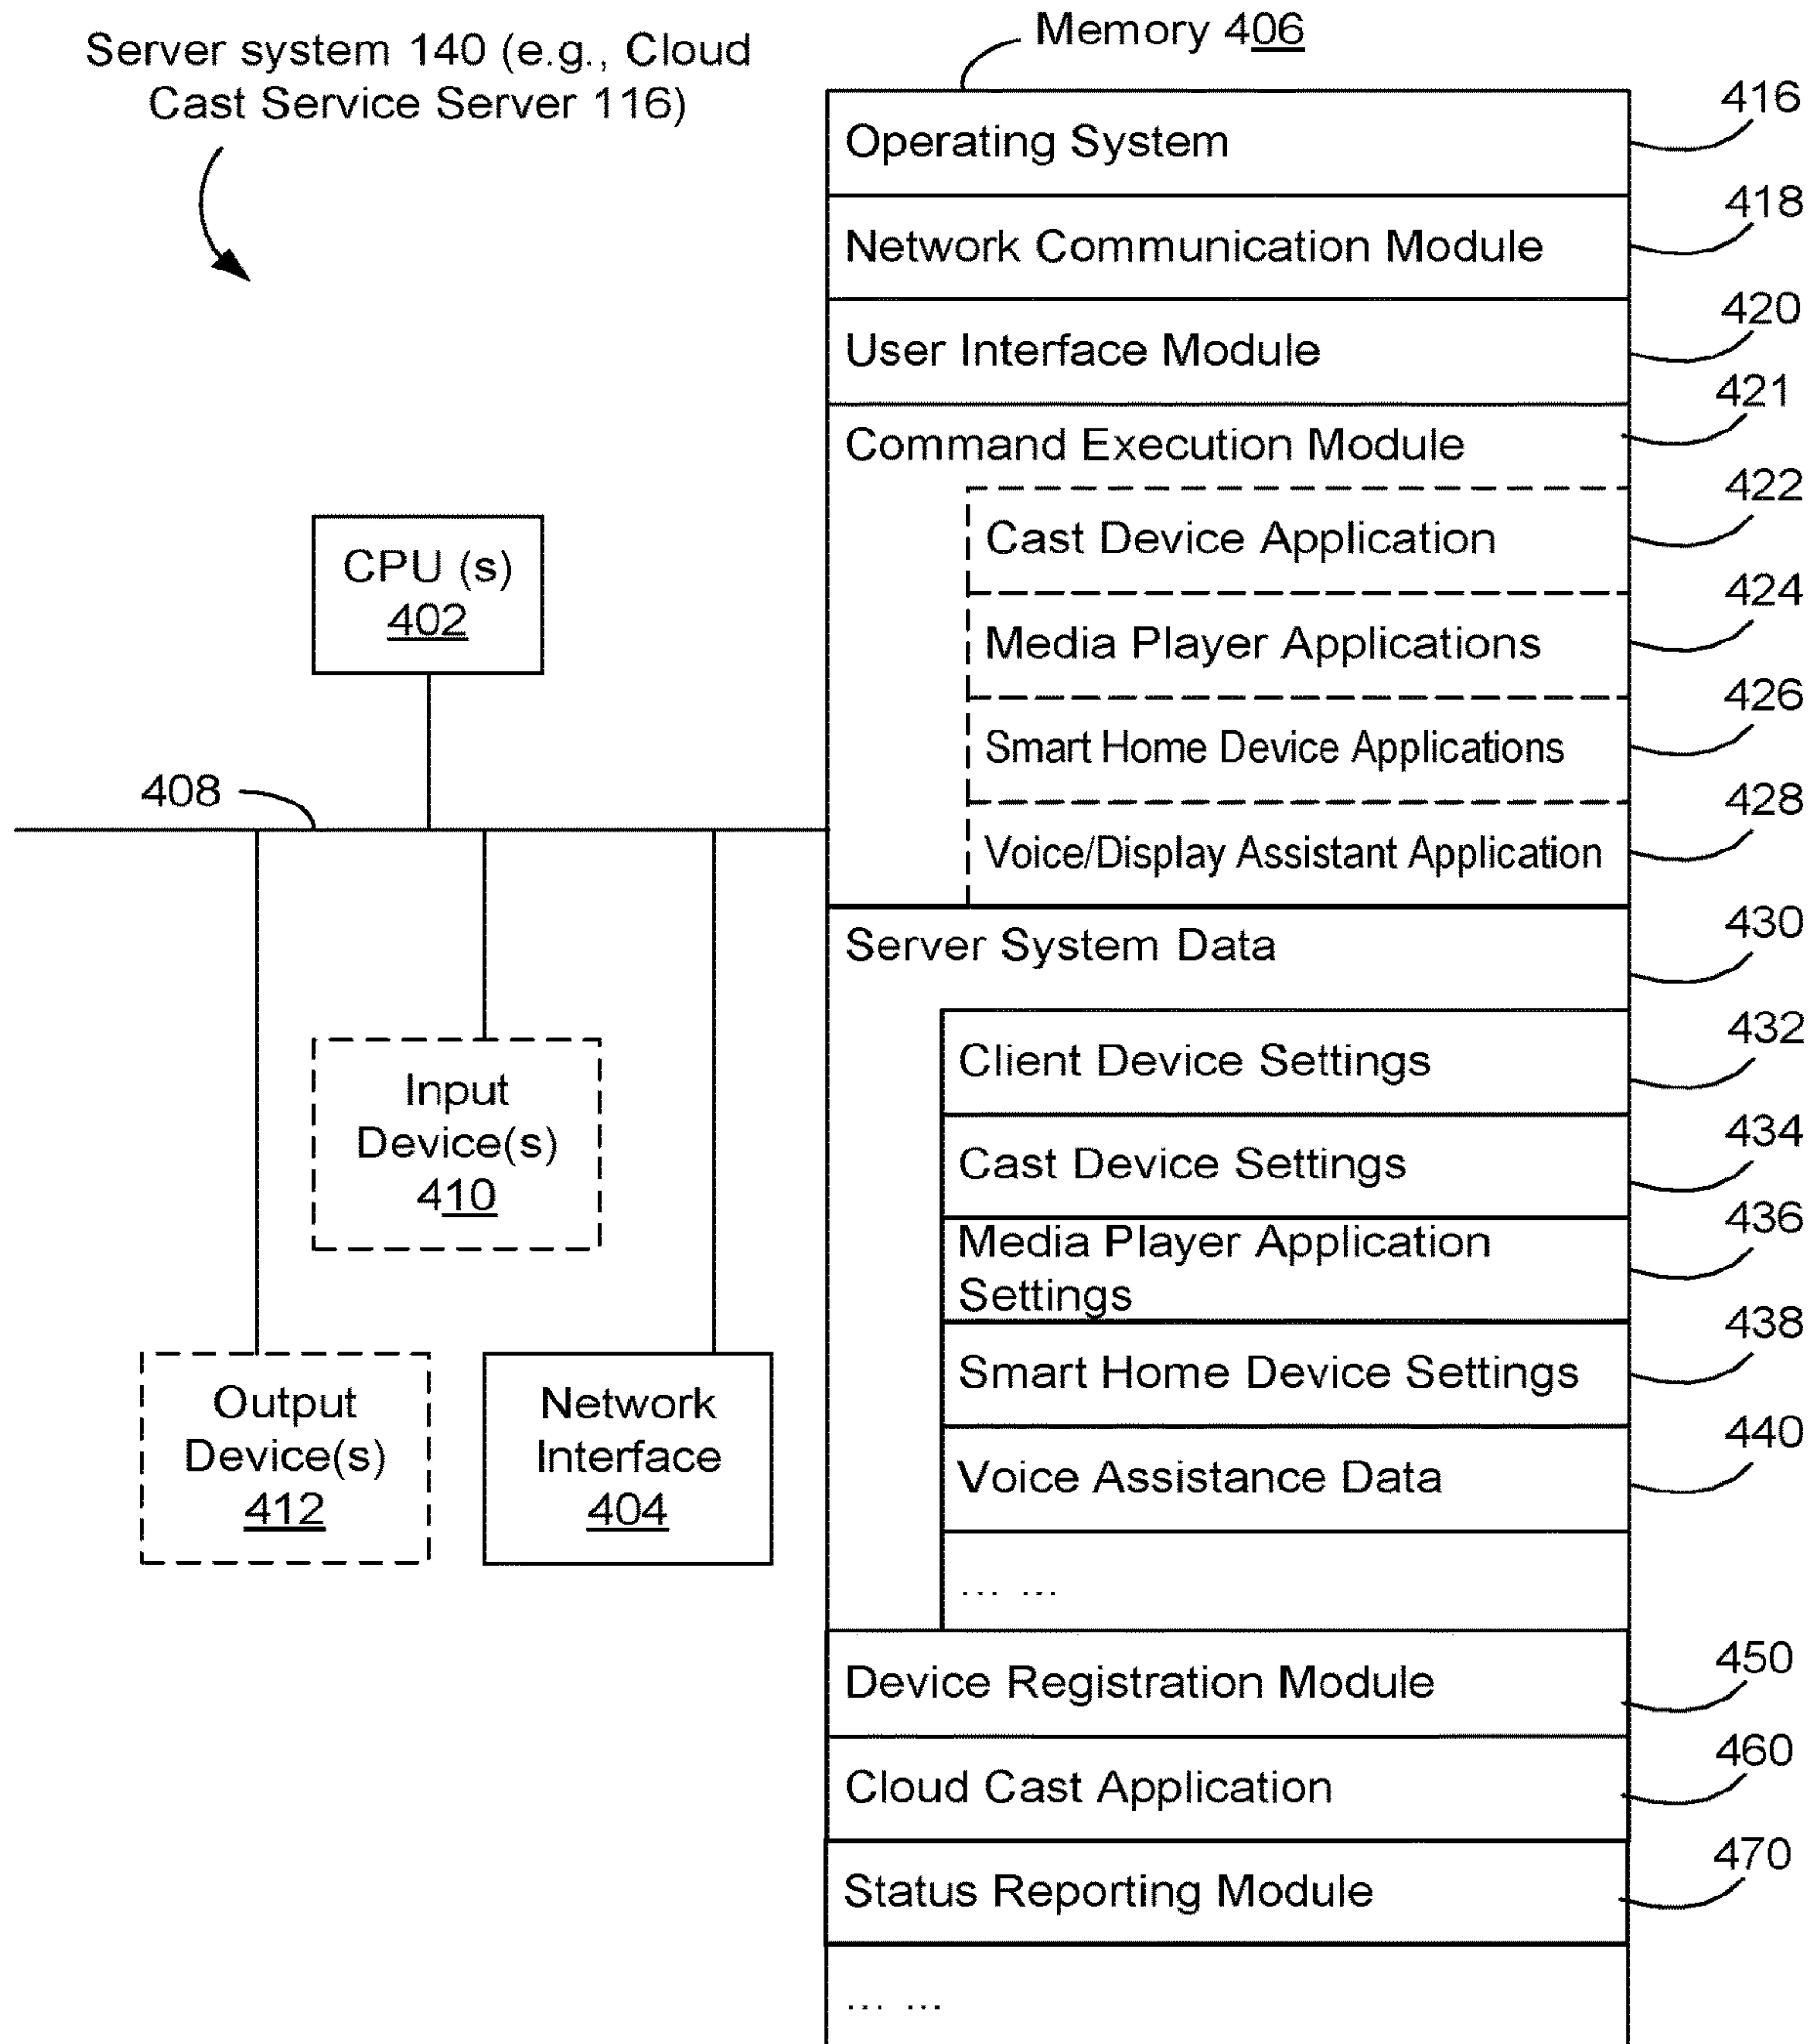 Server system 140 (e.g., Cloud
Cast Service Server 116)
Memory 406
Operating System
416
Network Communication Module
418
User Interface Module
420
Command Execution Module
421
Cast Device Application
422
Media Player Applications
424
Smart Home Device Applications
426
Voice/Display Assistant Application
428
CPU (s)
402
408
Input
Device(s)
410
Output
Device(s)
412
Network
Interface
404
Server System Data
430
Client Device Settings
432
Cast Device Settings
434
Media Player Application
Settings
436
Smart Home Device Settings
438
Voice Assistance Data
440
... ...
Device Registration Module
450
Cloud Cast Application
460
Status Reporting Module
470
... ...